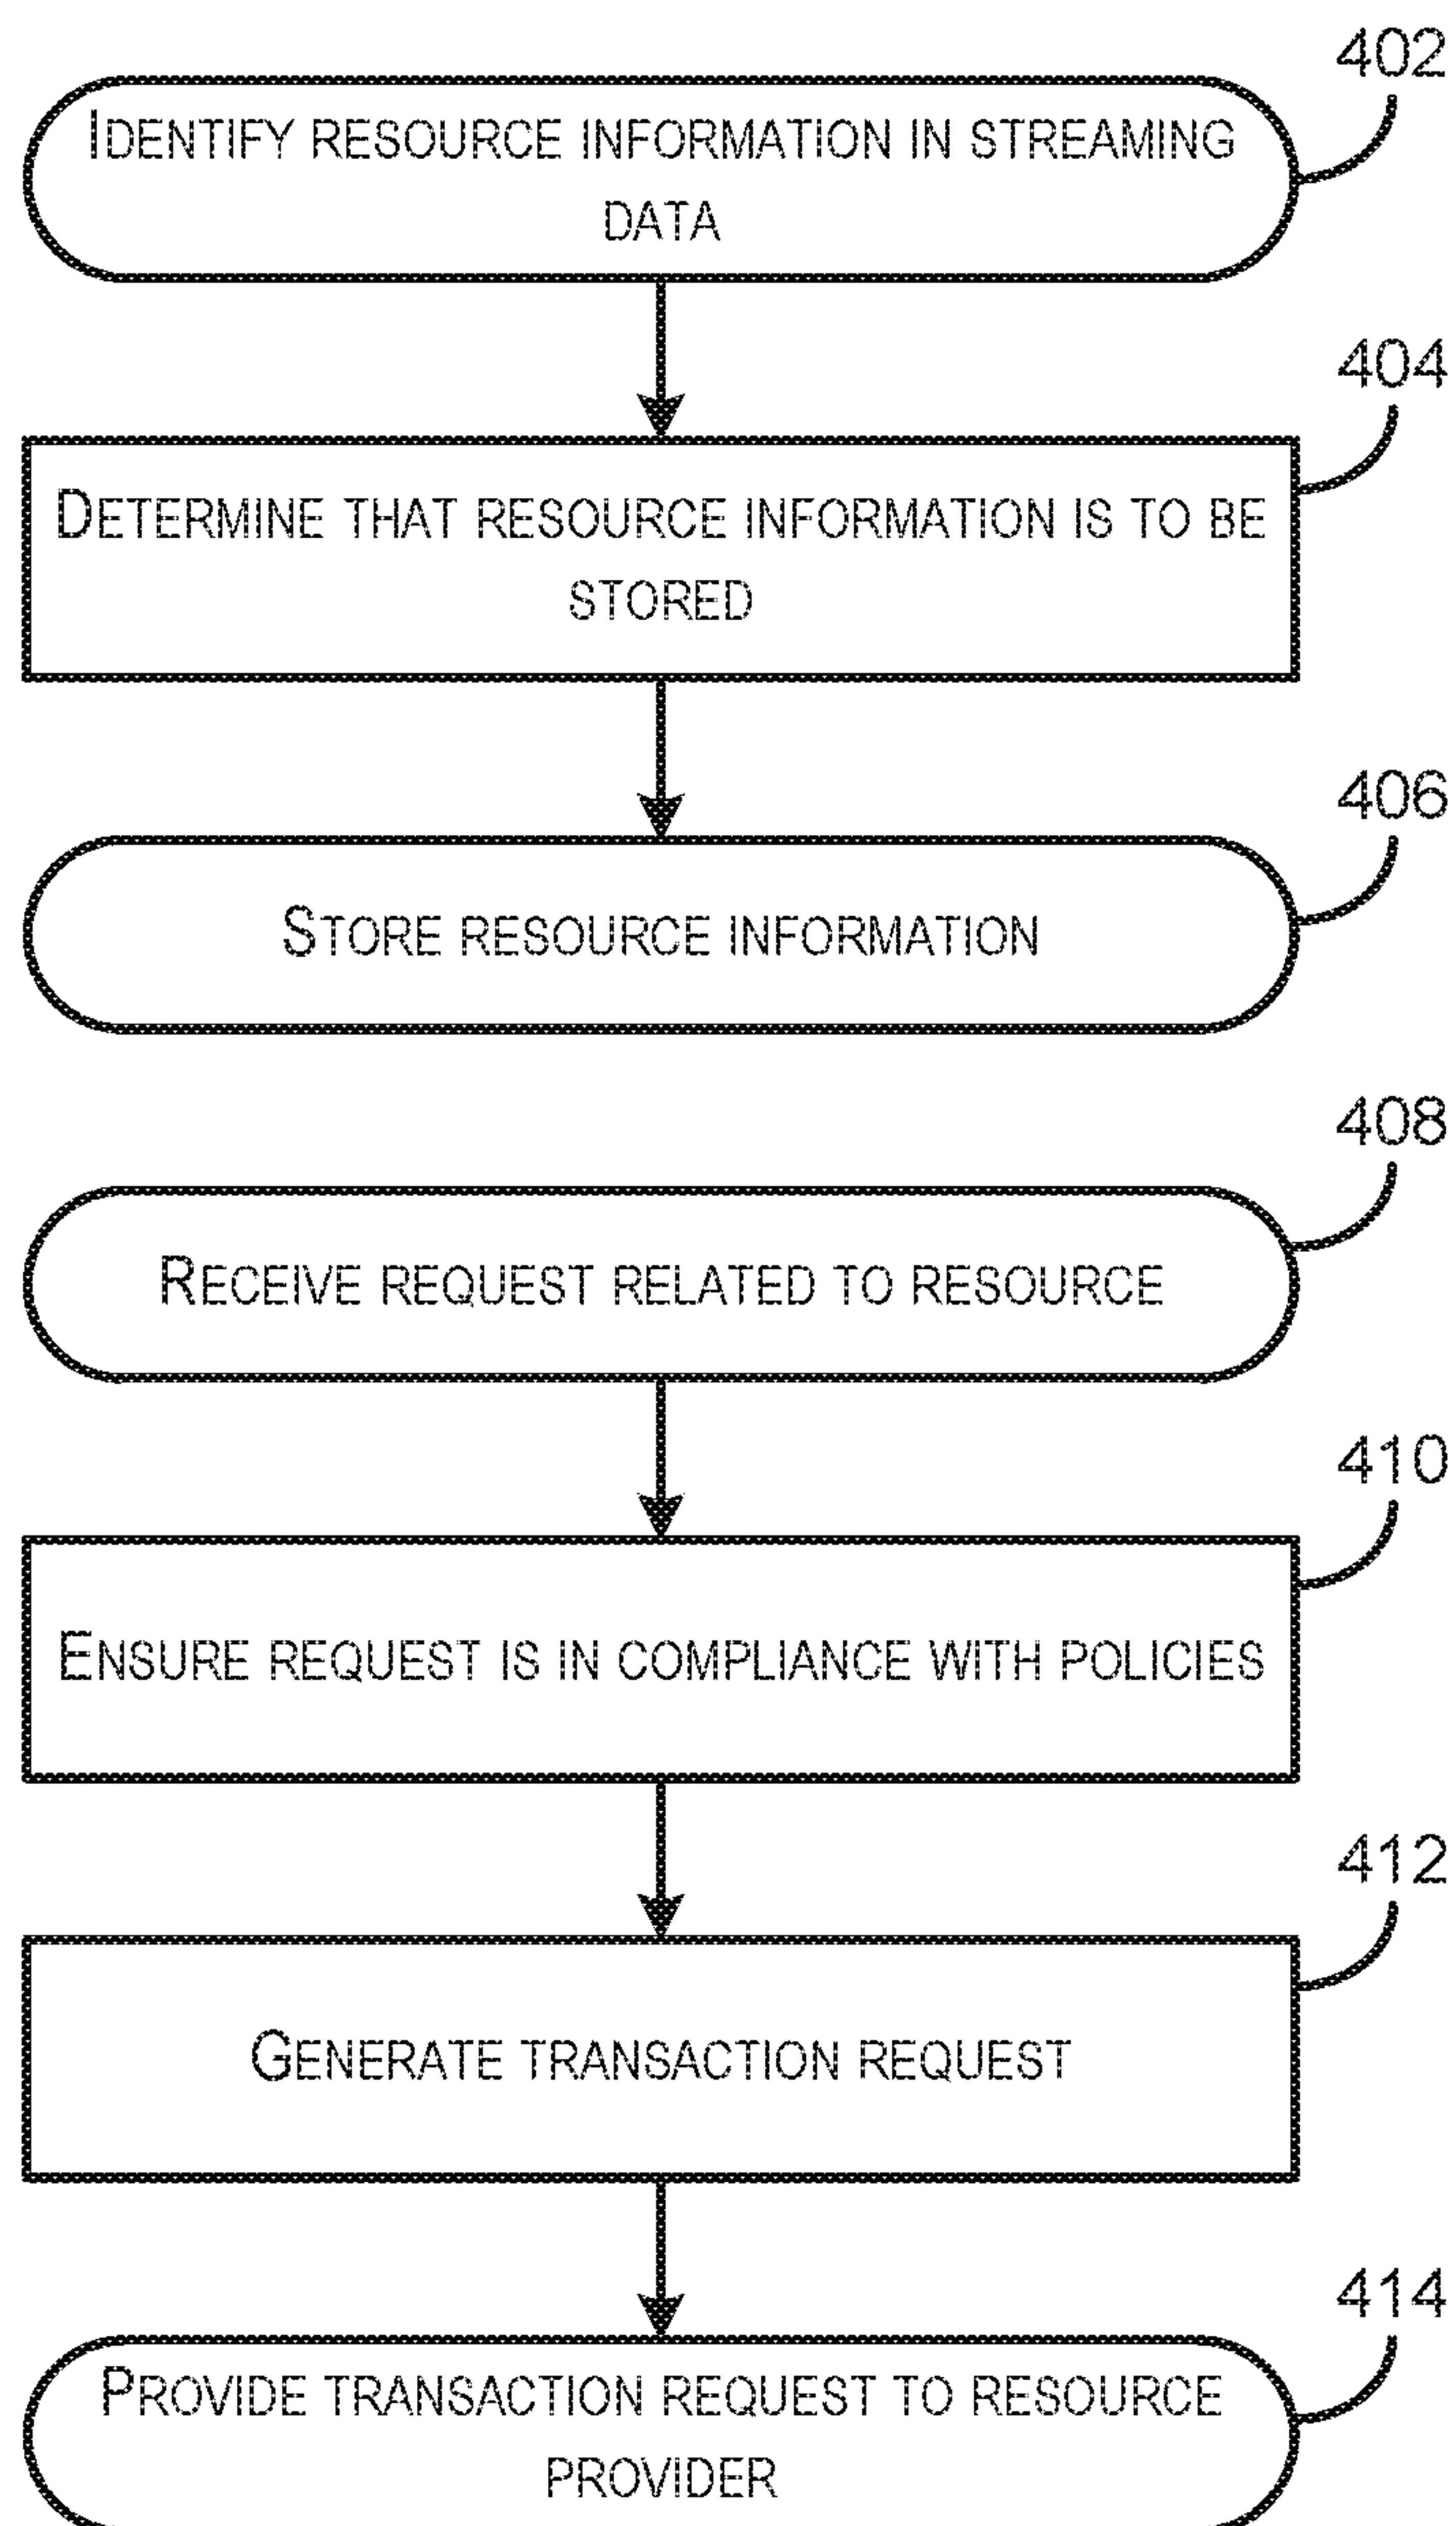 402
IDENTIFY RESOURCE INFORMATION IN STREAMING
DATA
404
DETERMINE THAT RESOURCE INFORMATION IS TO BE
STORED
406
STORE RESOURCE INFORMATION
408
RECEIVE REQUEST RELATED TO RESOURCE
410
ENSURE REQUEST IS IN COMPLIANCE WITH POLICIES
412
GENERATE TRANSACTION REQUEST
414
PROVIDE TRANSACTION REQUEST TO RESOURCE
PROVIDER